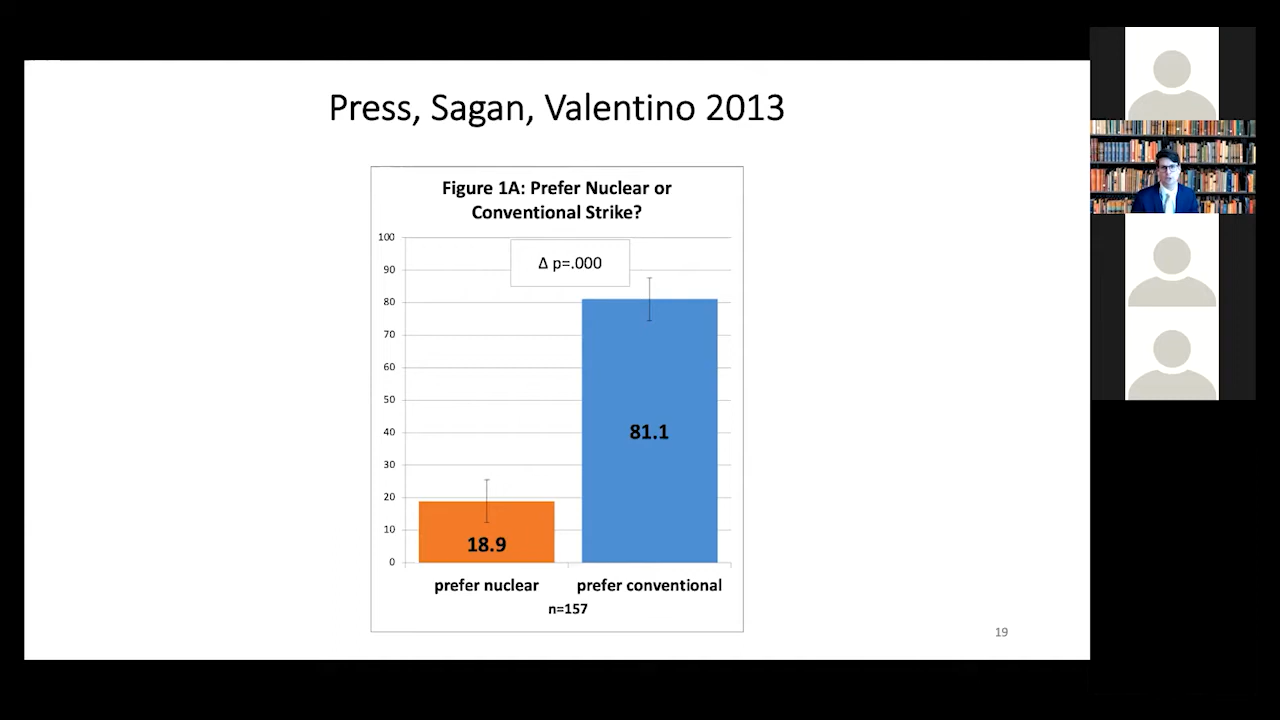 Press, Sagan, Valentino 2013
Figure 1A: Prefer Nuclear or
Conventional Strike?
Δ p=.000
100
90
80
70
60
50
40
30
20
10
0
81.1
18.9
prefer nuclear
prefer conventional
n=157
19